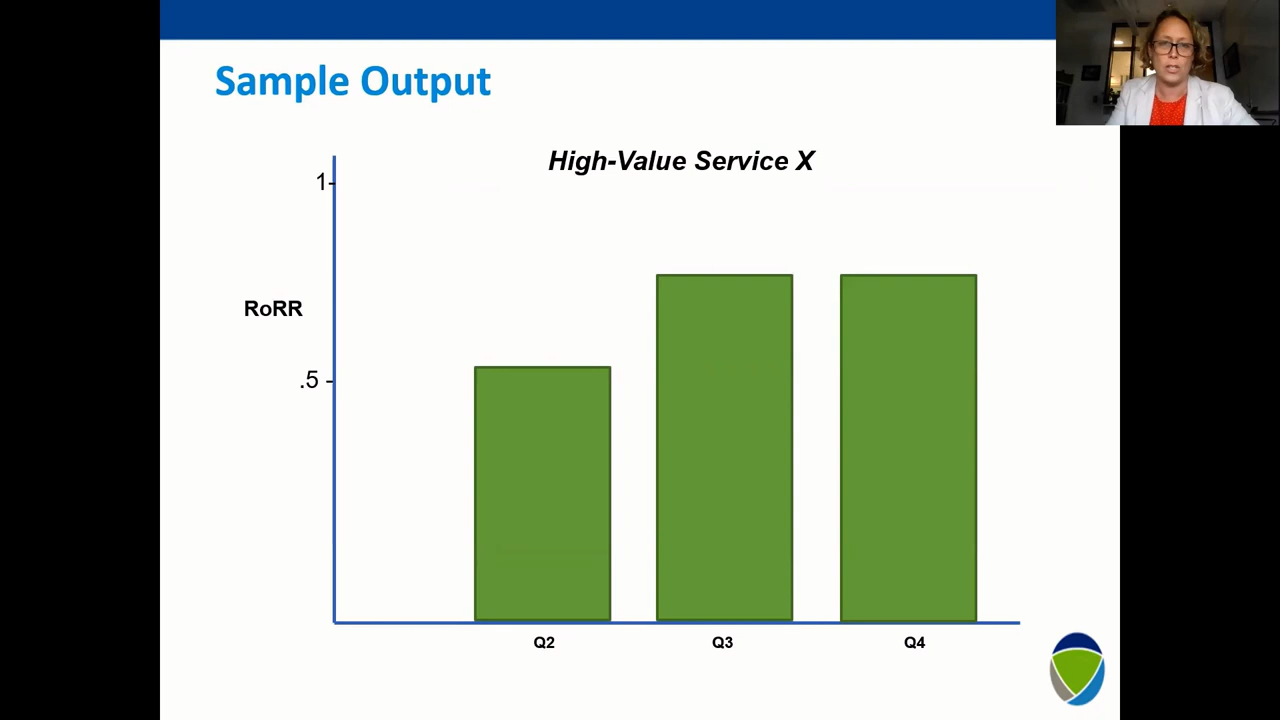 Sample Output
High-Value Service X
1
RoRR
.5
Q2 Q3 Q4